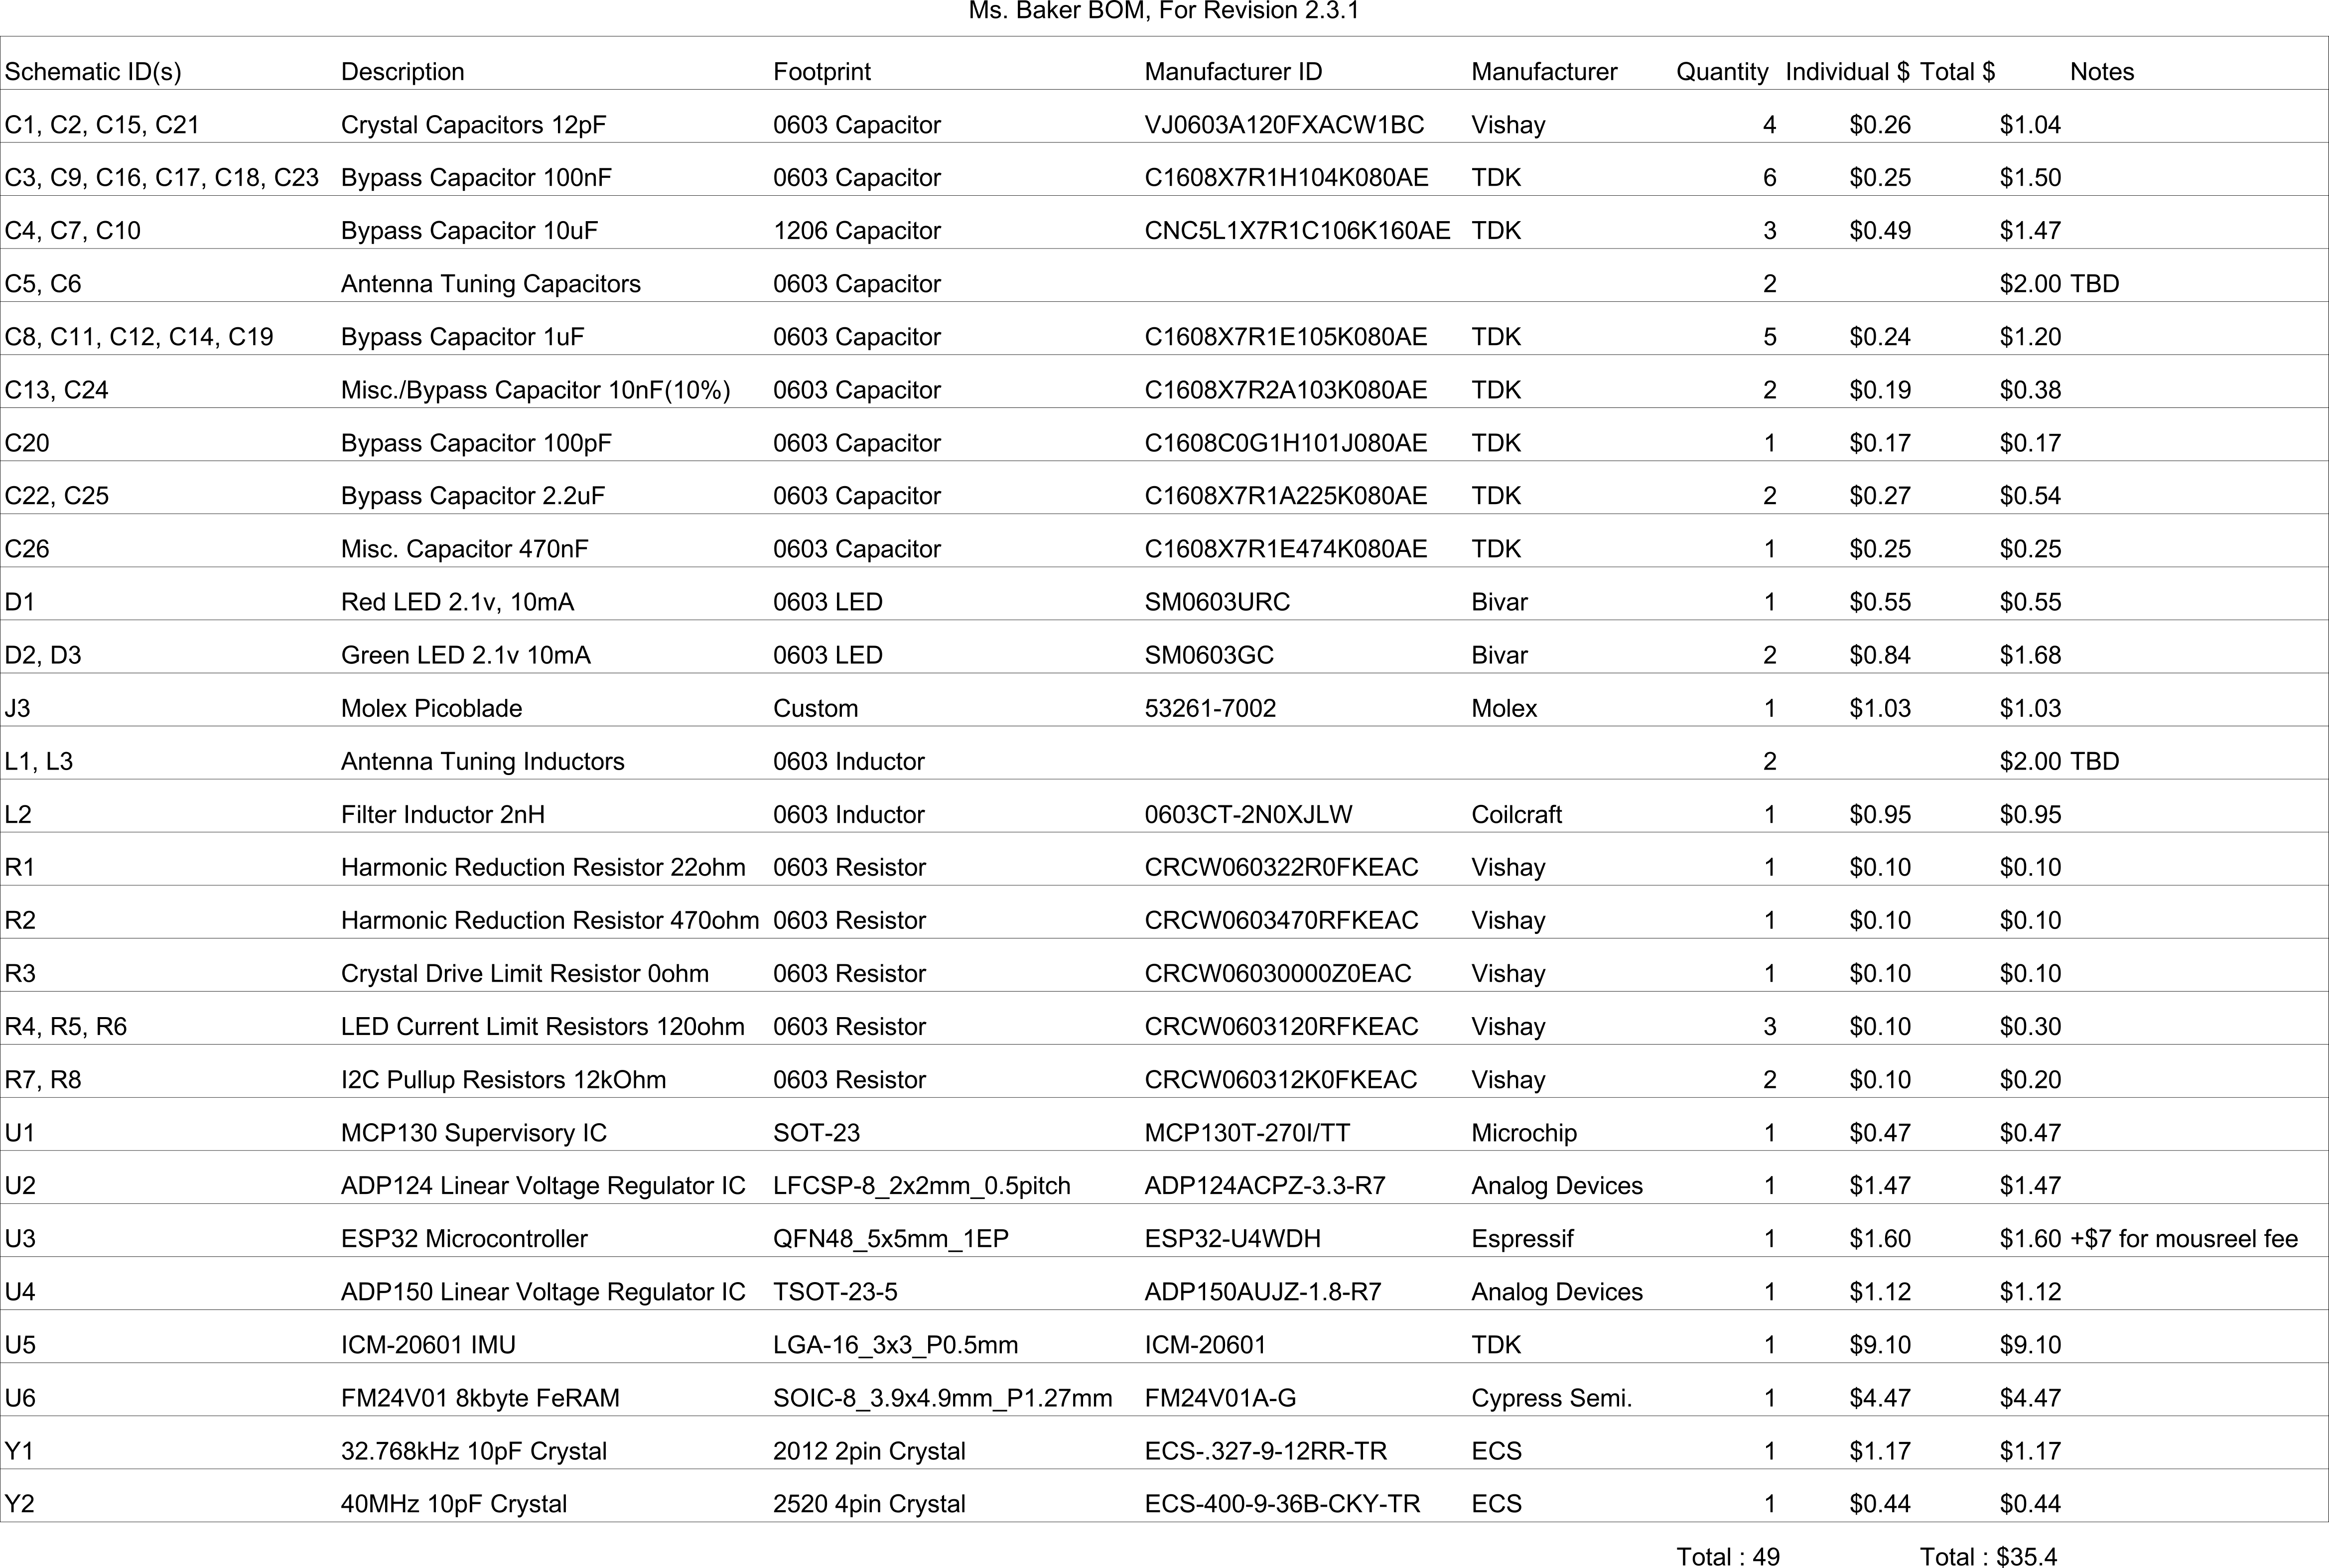 Ms. Baker BOM, For Revision 2.3.1
Schematic ID(s) Description Footprint Manufacturer ID Manufacturer Quantity Individual $ Total $ Notes
C1, C2, C15, C21 Crystal Capacitors 12pF 0603 Capacitor VJ0603A120FXACW1BC Vishay 4 $0.26 $1.04
C3, C9, C16, C17, C18, C23 Bypass Capacitor 100nF 0603 Capacitor C1608X7R1H104K080AE TDK 6 $0.25 $1.50
C4, C7, C10 Bypass Capacitor 10uF 1206 Capacitor CNC5L1X7R1C106K160AE TDK 3 $0.49 $1.47
C5, C6 Antenna Tuning Capacitors 0603 Capacitor 2 $2.00 TBD
C8, C11, C12, C14, C19 Bypass Capacitor 1uF 0603 Capacitor C1608X7R1E105K080AE TDK 5 $0.24 $1.20
C13, C24 Misc./Bypass Capacitor 10nF(10%) 0603 Capacitor C1608X7R2A103K080AE TDK 2 $0.19 $0.38
C20 Bypass Capacitor 100pF 0603 Capacitor C1608C0G1H101J080AE TDK 1 $0.17 $0.17
C22, C25 Bypass Capacitor 2.2uF 0603 Capacitor C1608X7R1A225K080AE TDK 2 $0.27 $0.54
C26 Misc. Capacitor 470nF 0603 Capacitor C1608X7R1E474K080AE TDK 1 $0.25 $0.25
D1 Red LED 2.1v, 10mA 0603 LED SM0603URC Bivar 1 $0.55 $0.55
D2, D3 Green LED 2.1v 10mA 0603 LED SM0603GC Bivar 2 $0.84 $1.68
J3 Molex Picoblade Custom 53261-7002 Molex 1 $1.03 $1.03
L1, L3 Antenna Tuning Inductors 0603 Inductor 2 $2.00 TBD
L2 Filter Inductor 2nH 0603 Inductor 0603CT-2N0XJLW Coilcraft 1 $0.95 $0.95
R1 Harmonic Reduction Resistor 22ohm 0603 Resistor CRCW060322R0FKEAC Vishay 1 $0.10 $0.10
R2 Harmonic Reduction Resistor 470ohm 0603 Resistor CRCW0603470RFKEAC Vishay 1 $0.10 $0.10
R3 Crystal Drive Limit Resistor 0ohm 0603 Resistor CRCW06030000Z0EAC Vishay 1 $0.10 $0.10
R4, R5, R6 LED Current Limit Resistors 120ohm 0603 Resistor CRCW0603120RFKEAC Vishay 3 $0.10 $0.30
R7, R8 I2C Pullup Resistors 12kOhm 0603 Resistor CRCW060312K0FKEAC Vishay 2 $0.10 $0.20
U1 MCP130 Supervisory IC SOT-23 MCP130T-270I/TT Microchip 1 $0.47 $0.47
U2 ADP124 Linear Voltage Regulator IC LFCSP-8_2x2mm_0.5pitch ADP124ACPZ-3.3-R7 Analog Devices 1 $1.47 $1.47
U3 ESP32 Microcontroller QFN48_5x5mm_1EP ESP32-U4WDH Espressif 1 $1.60 $1.60 +$7 for mousreel fee
U4 ADP150 Linear Voltage Regulator IC TSOT-23-5 ADP150AUJZ-1.8-R7 Analog Devices 1 $1.12 $1.12
U5 ICM-20601 IMU LGA-16_3x3_P0.5mm ICM-20601 TDK 1 $9.10 $9.10
U6 FM24V01 8kbyte FeRAM SOIC-8_3.9x4.9mm_P1.27mm FM24V01A-G Cypress Semi. 1 $4.47 $4.47
Y1 32.768kHz 10pF Crystal 2012 2pin Crystal ECS-.327-9-12RR-TR ECS 1 $1.17 $1.17
Y2 40MHz 10pF Crystal 2520 4pin Crystal ECS-400-9-36B-CKY-TR ECS 1 $0.44 $0.44
Total : 49 Total : $35.4